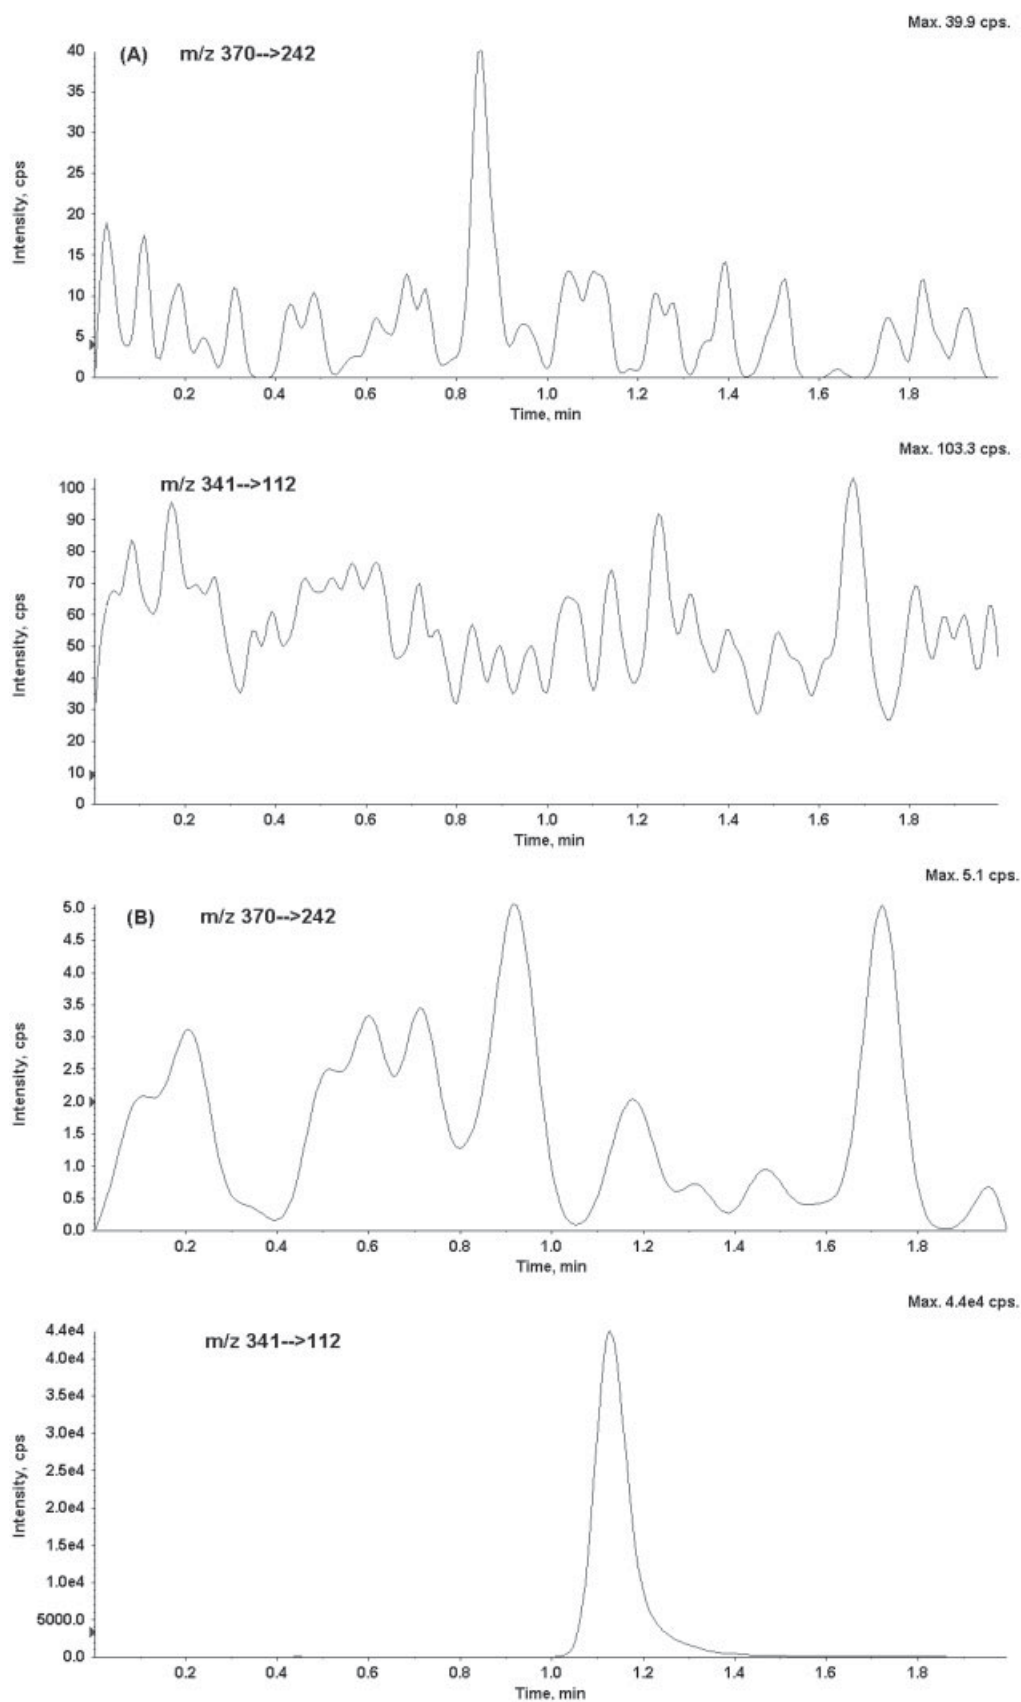 Max. 39.9 cps.
(A) m/z 370-->242
40
35
30
25
20
15
10
5
0
Intensity, cps
0.2 0.4 0.6 0.8 1.0 1.2 1.4 1.6 1.8
Time, min
Max. 103.3 cps.
m/z 341-->112
100
90
80
70
60
50
40
30
20
10
0
Intensity, cps
0.2 0.4 0.6 0.8 1.0 1.2 1.4 1.6 1.8
Time, min
Max. 5.1 cps.
(B) m/z 370-->242
5.0
4.5
4.0
3.5
3.0
2.5
2.0
1.5
1.0
0.5
0.0
Intensity, cps
0.2 0.4 0.6 0.8 1.0 1.2 1.4 1.6 1.8
Time, min
Max. 4.4e4 cps.
m/z 341-->112
4.4e4
4.0e4
3.5e4
3.0e4
2.5e4
2.0e4
1.5e4
1.0e4
5000.0
0.0
Intensity, cps
0.2 0.4 0.6 0.8 1.0 1.2 1.4 1.6 1.8
Time, min